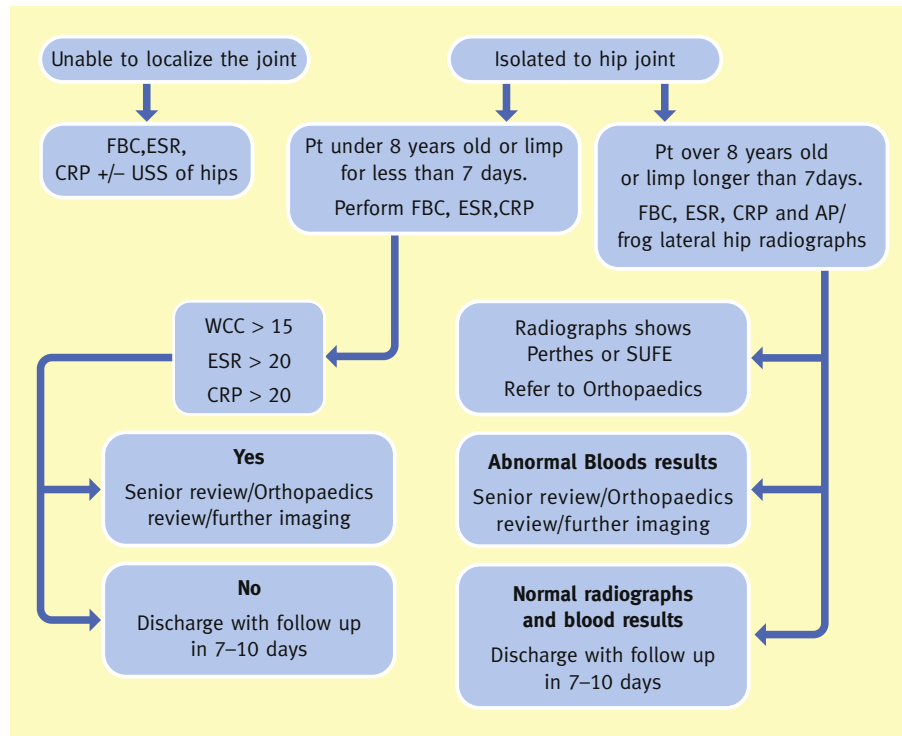 Unable to localize the joint
Isolated to hip joint
FBC,ESR,
CRP +/– USS of hips
Pt under 8 years old or limp
for less than 7 days.
Perform FBC, ESR,CRP
Pt over 8 years old
or limp longer than 7days.
FBC, ESR, CRP and AP/
frog lateral hip radiographs
WCC > 15
ESR > 20
CRP > 20
Radiographs shows
Perthes or SUFE
Refer to Orthopaedics
Yes
Senior review/Orthopaedics
review/further imaging
Abnormal Bloods results
Senior review/Orthopaedics
review/further imaging
No
Discharge with follow up
in 7–10 days
Normal radiographs
and blood results
Discharge with follow up
in 7–10 days